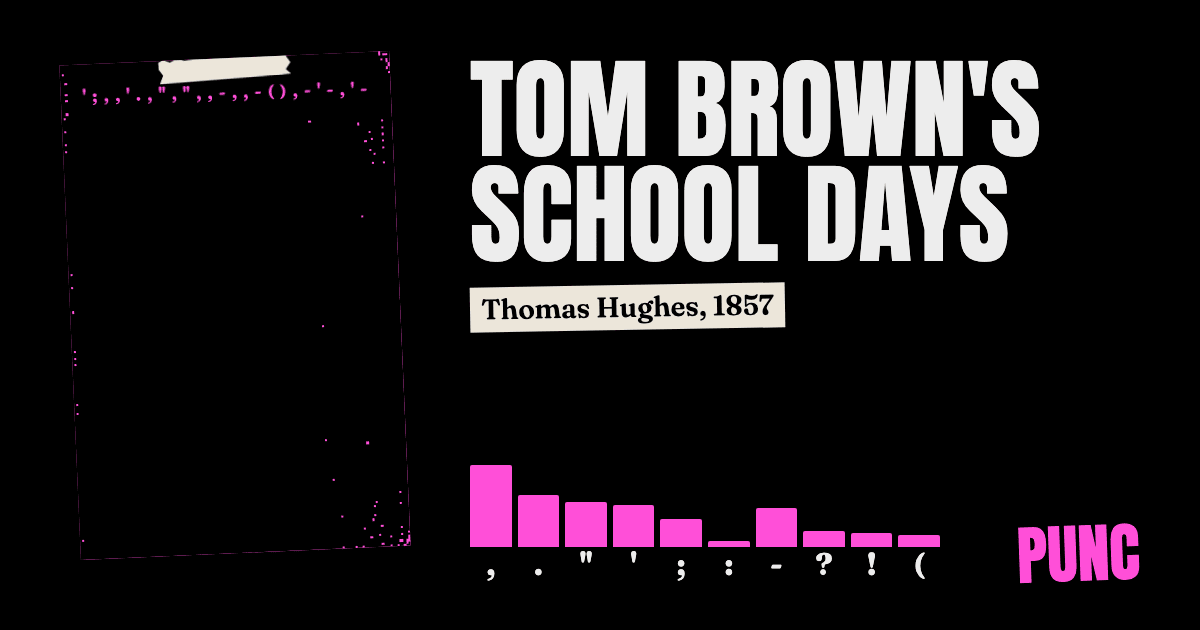 ';,,'.,",",,-,,-(),-'-,'-
TOM BROWN'S
SCHOOL DAYS
Thomas Hughes, 1857
, . " ' ; : - ? ! (
PUNC